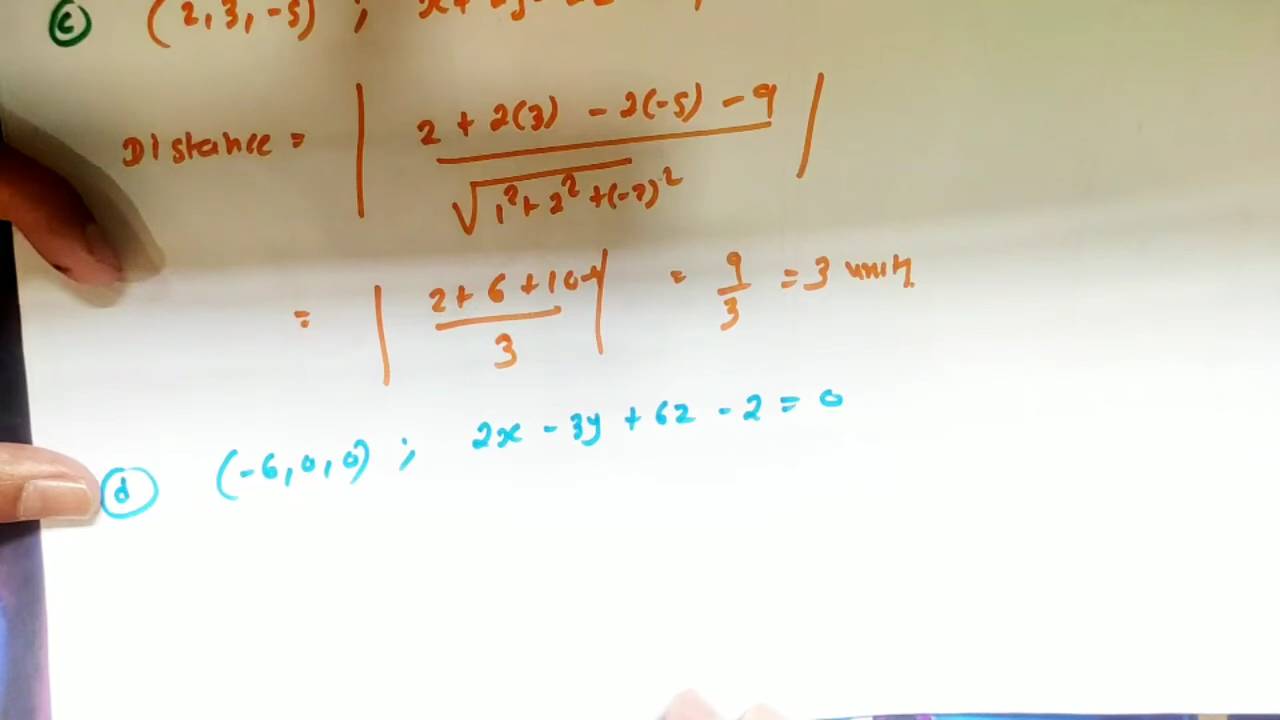 c (2, 3, -5) ;
Distance = | 2 + 2(3) - 2(-5) - 9 / √1² + 2² + (-2)² |
= | 2 + 6 + 10 - 9 / 3 | = 9/3 = 3 units
d (-6, 0, 0) ; 2x - 3y + 6z - 2 = 0